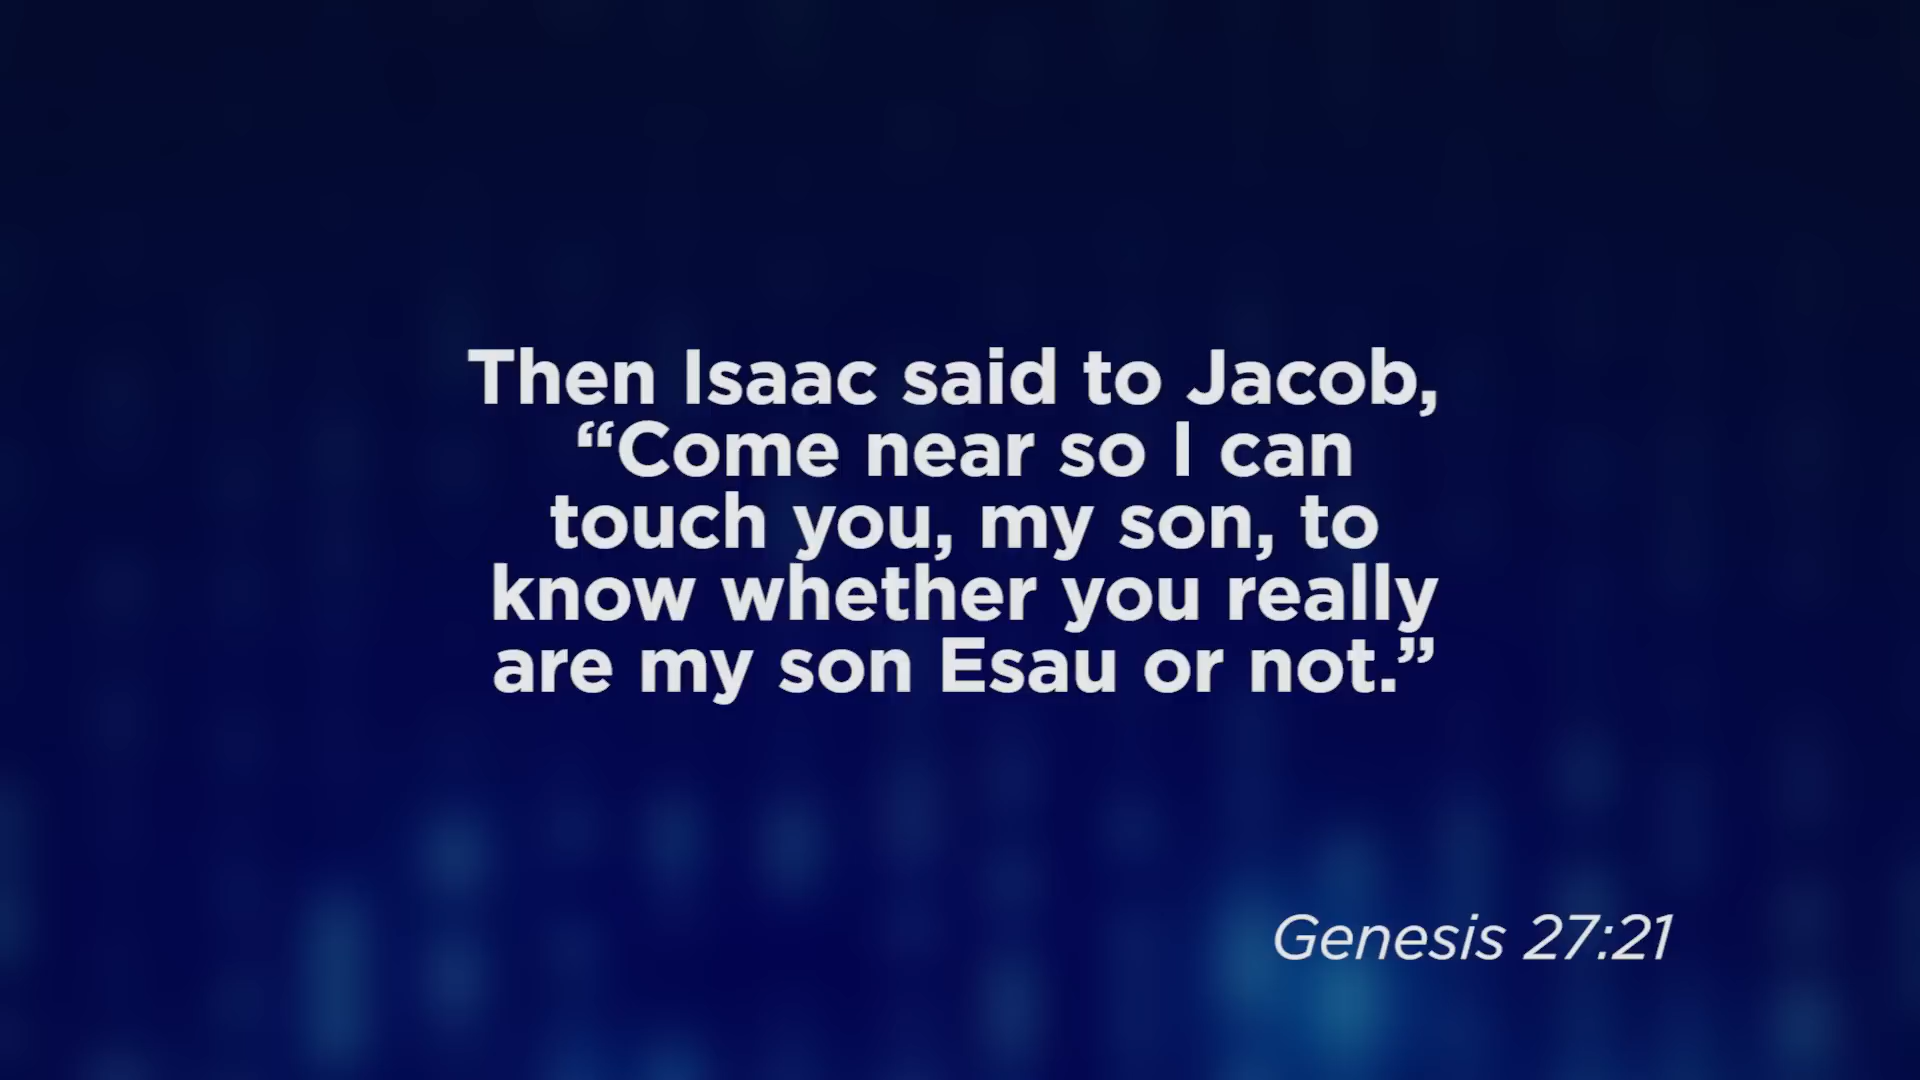 Then Isaac said to Jacob,
“Come near so I can
touch you, my son, to
know whether you really
are my son Esau or not.”
Genesis 27:21